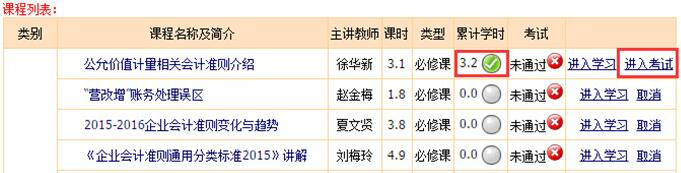 课程列表：
类别 课程名称及简介 主讲教师 课时 类型 累计学时 考试
公允价值计量相关会计准则介绍 徐华新 3.1 必修课 3.2 未通过 进入学习 进入考试
"营改增"账务处理误区 赵金梅 1.8 必修课 0.0 未通过 进入学习 取消
2015-2016企业会计准则变化与趋势 夏文贤 3.8 必修课 0.0 未通过 进入学习 取消
《企业会计准则通用分类标准2015》讲解 刘梅玲 4.9 必修课 0.0 未通过 进入学习 取消